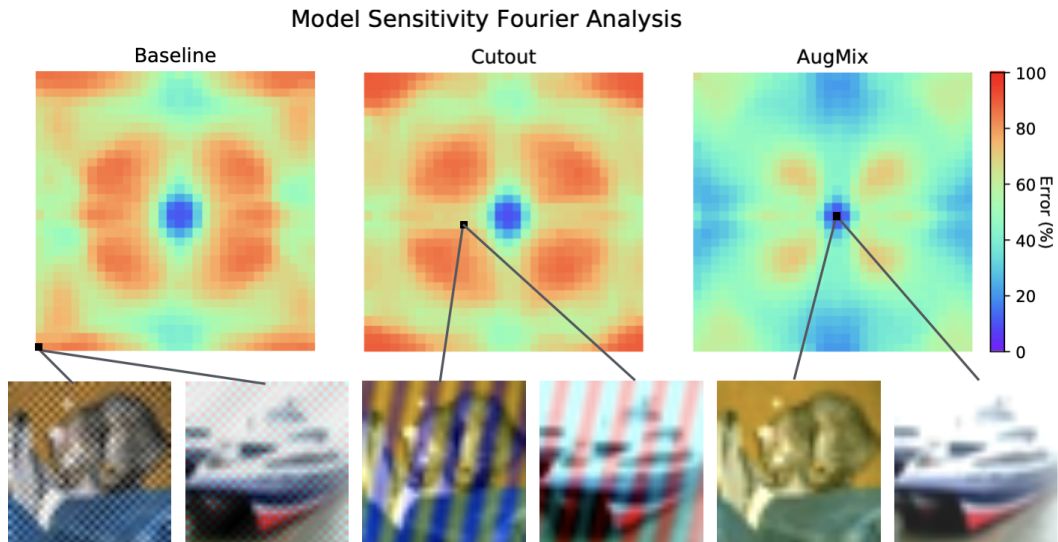 Model Sensitivity Fourier Analysis
Baseline
Cutout
AugMix
100
80
60
40
20
0
Error (%)